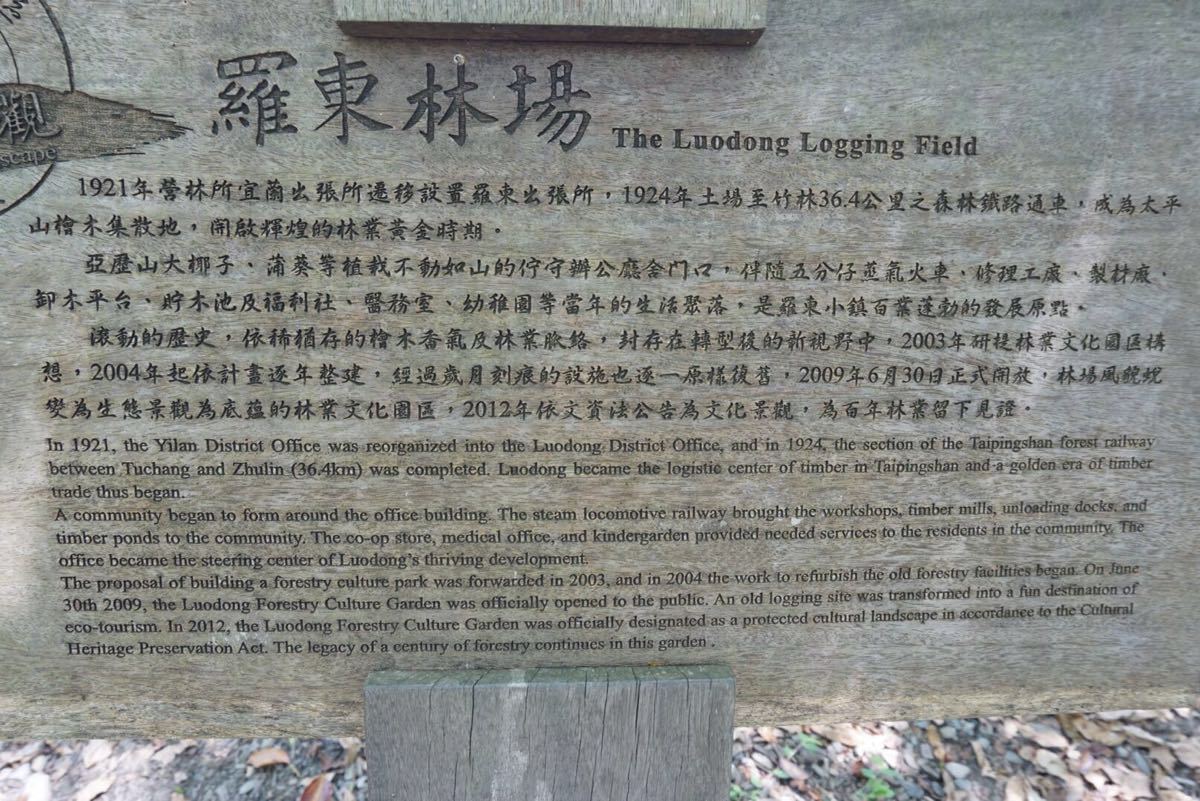 觀
scape
羅東林場 The Luodong Logging Field
1921年營林所宜蘭出張所遷移設置羅東出張所，1924年土場至竹林36.4公里之森林鐵路通車，成為太平
山檜木集散地，開啟輝煌的林業黃金時期。
亞歷山大椰子、蒲葵等植栽不動如山的佇守辦公廳舍門口，伴隨五分仔蒸氣火車、修理工廠、製材廠、
卸木平台、貯木池及福利社、醫務室、幼稚園等當年的生活聚落，是羅東小鎮百業蓬勃的發展原點。
滾動的歷史，依稀猶存的檜木香氣及林業脈絡，封存在轉型後的新視野中，2003年研提林業文化園區構
想，2004年起依計畫逐年整建，經過歲月刻痕的設施也逐一原樣復舊，2009年6月30日正式開放，林場風貌蛻
變為生態景觀為底蘊的林業文化園區，2012年依文資法公告為文化景觀，為百年林業留下見證。
In 1921, the Yilan District Office was reorganized into the Luodong District Office, and in 1924, the section of the Taipingshan forest railway
between Tuchang and Zhulin (36.4km) was completed. Luodong became the logistic center of timber in Taipingshan and a golden era of timber
trade thus began.
A community began to form around the office building. The steam locomotive railway brought the workshops, timber mills, unloading docks, and
timber ponds to the community. The co-op store, medical office, and kindergarden provided needed services to the residents in the community. The
office became the steering center of Luodong's thriving development.
The proposal of building a forestry culture park was forwarded in 2003, and in 2004 the work to refurbish the old forestry facilities began. On June
30th 2009, the Luodong Forestry Culture Garden was officially opened to the public. An old logging site was transformed into a fun destination of
eco-tourism. In 2012, the Luodong Forestry Culture Garden was officially designated as a protected cultural landscape in accordance to the Cultural
Heritage Preservation Act. The legacy of a century of forestry continues in this garden .